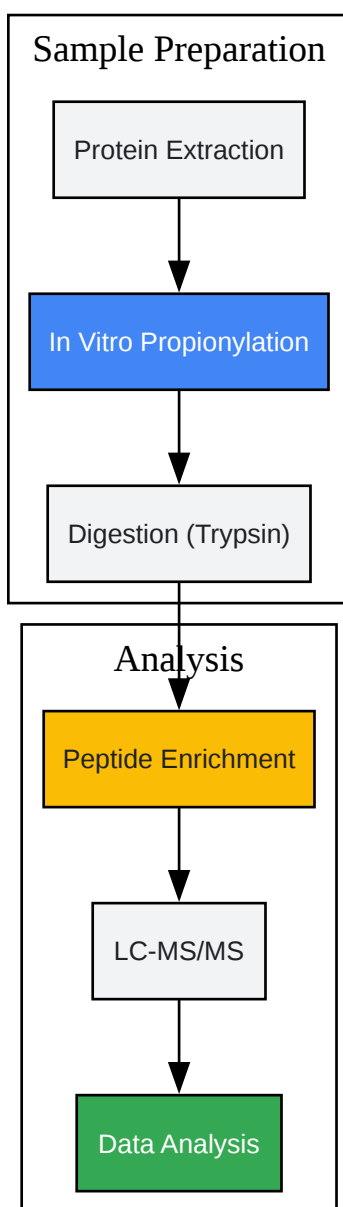 Sample Preparation
Protein Extraction
In Vitro Propionylation
Digestion (Trypsin)
Analysis
Peptide Enrichment
LC-MS/MS
Data Analysis